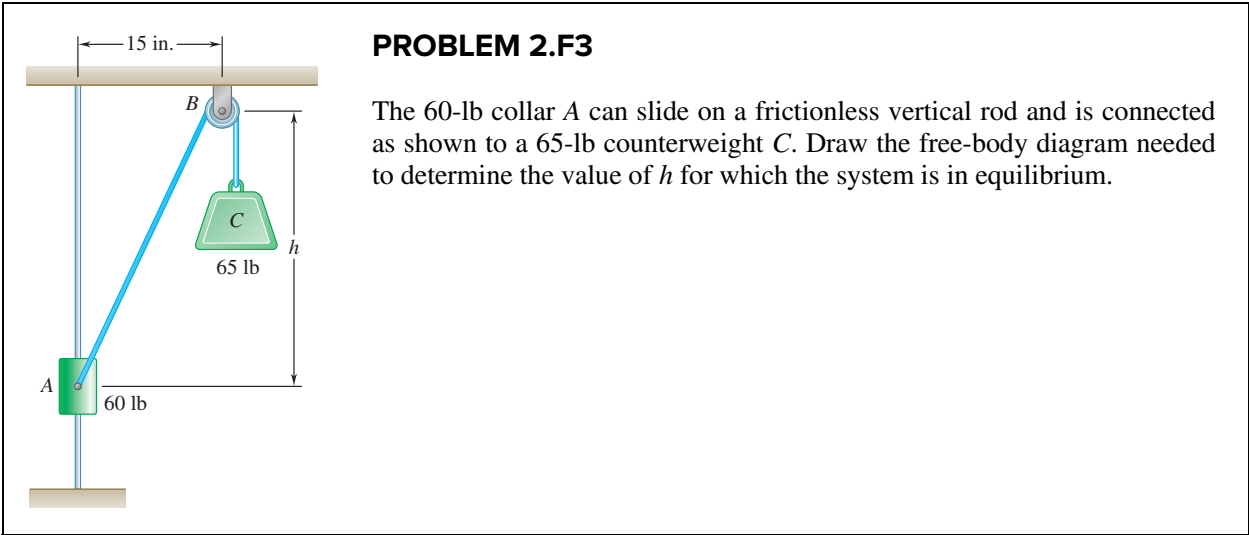 15 in.
B
C
65 lb
h
A
60 lb
PROBLEM 2.F3
The 60-lb collar A can slide on a frictionless vertical rod and is connected
as shown to a 65-lb counterweight C. Draw the free-body diagram needed
to determine the value of h for which the system is in equilibrium.